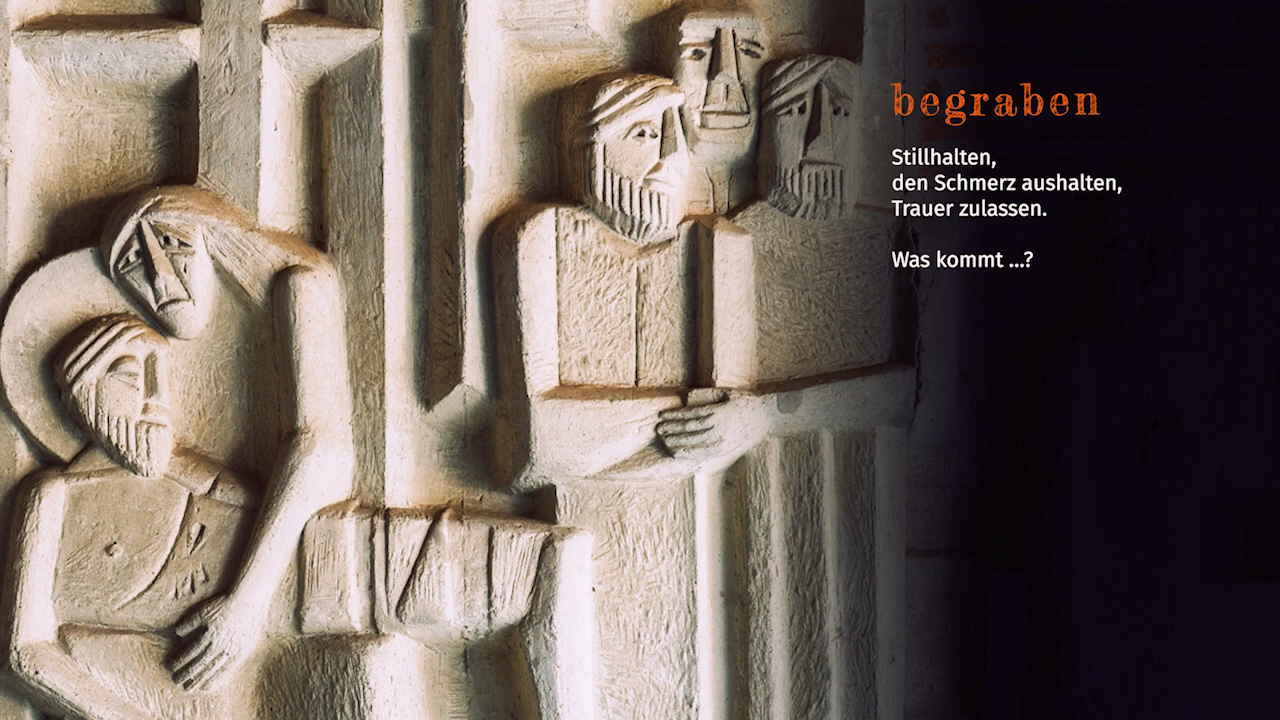 begraben
Stillhalten,
den Schmerz aushalten,
Trauer zulassen.
Was kommt ...?